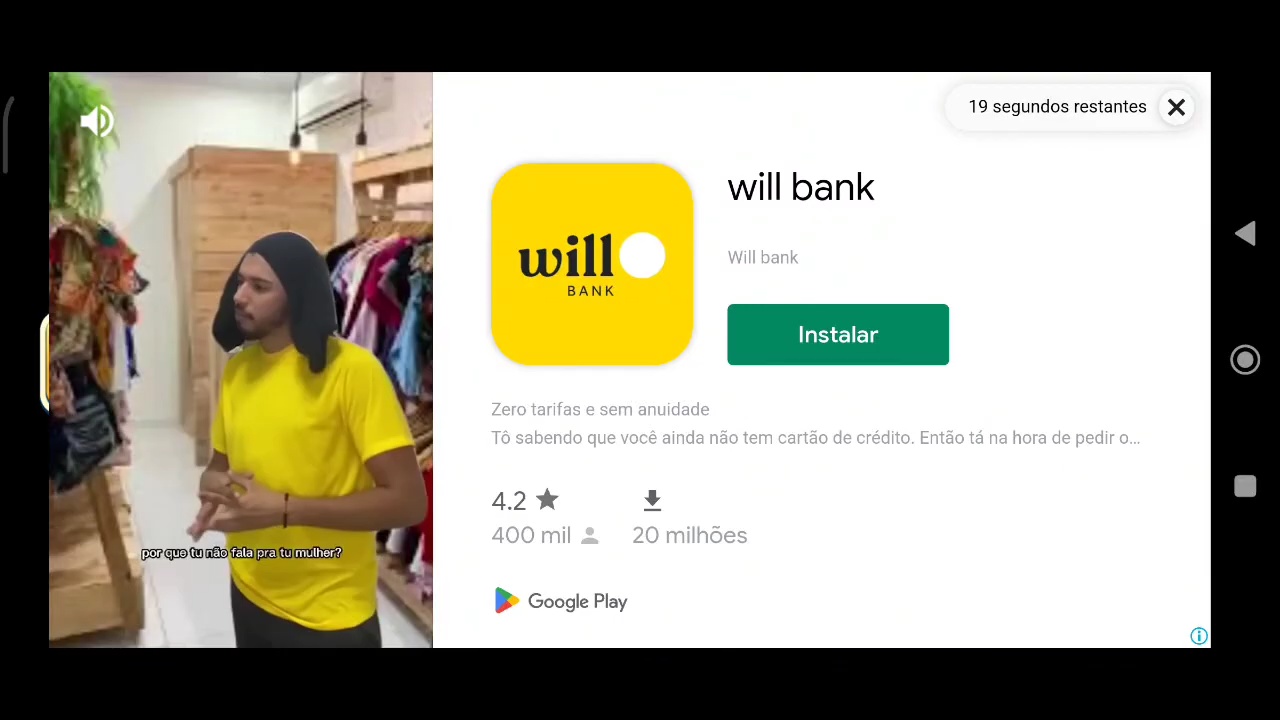 19 segundos restantes
will bank
will
BANK
Will bank
Instalar
Zero tarifas e sem anuidade
Tô sabendo que você ainda não tem cartão de crédito. Então tá na hora de pedir o...
4.2
400 mil
20 milhões
por que tu não fala pra tu mulher?
Google Play